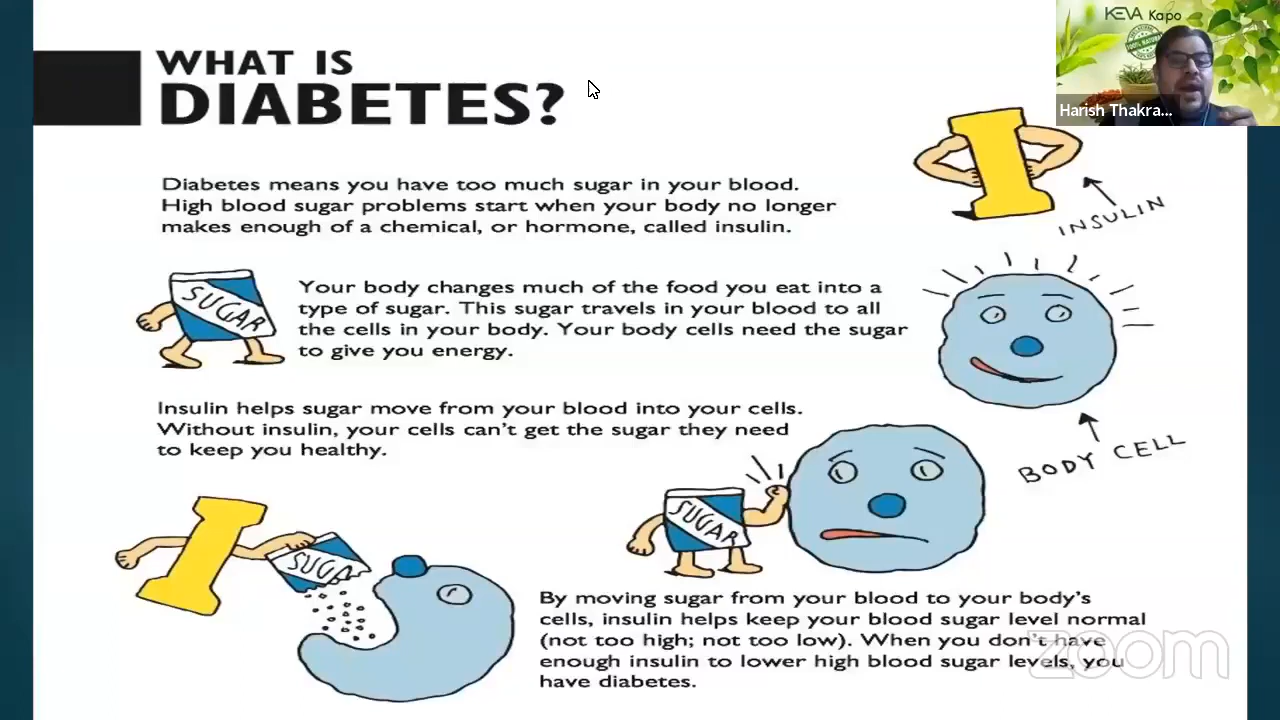 WHAT IS
DIABETES?
KEVA Kapo
100% NATURAL
Harish Thakra...
INSULIN
Diabetes means you have too much sugar in your blood.
High blood sugar problems start when your body no longer
makes enough of a chemical, or hormone, called insulin.
SUGAR
Your body changes much of the food you eat into a
type of sugar. This sugar travels in your blood to all
the cells in your body. Your body cells need the sugar
to give you energy.
Insulin helps sugar move from your blood into your cells.
Without insulin, your cells can't get the sugar they need
to keep you healthy.
BODY CELL
SUGAR
SUGAR
By moving sugar from your blood to your body's
cells, insulin helps keep your blood sugar level normal
(not too high; not too low). When you don't have
enough insulin to lower high blood sugar levels, you
have diabetes.
zoom